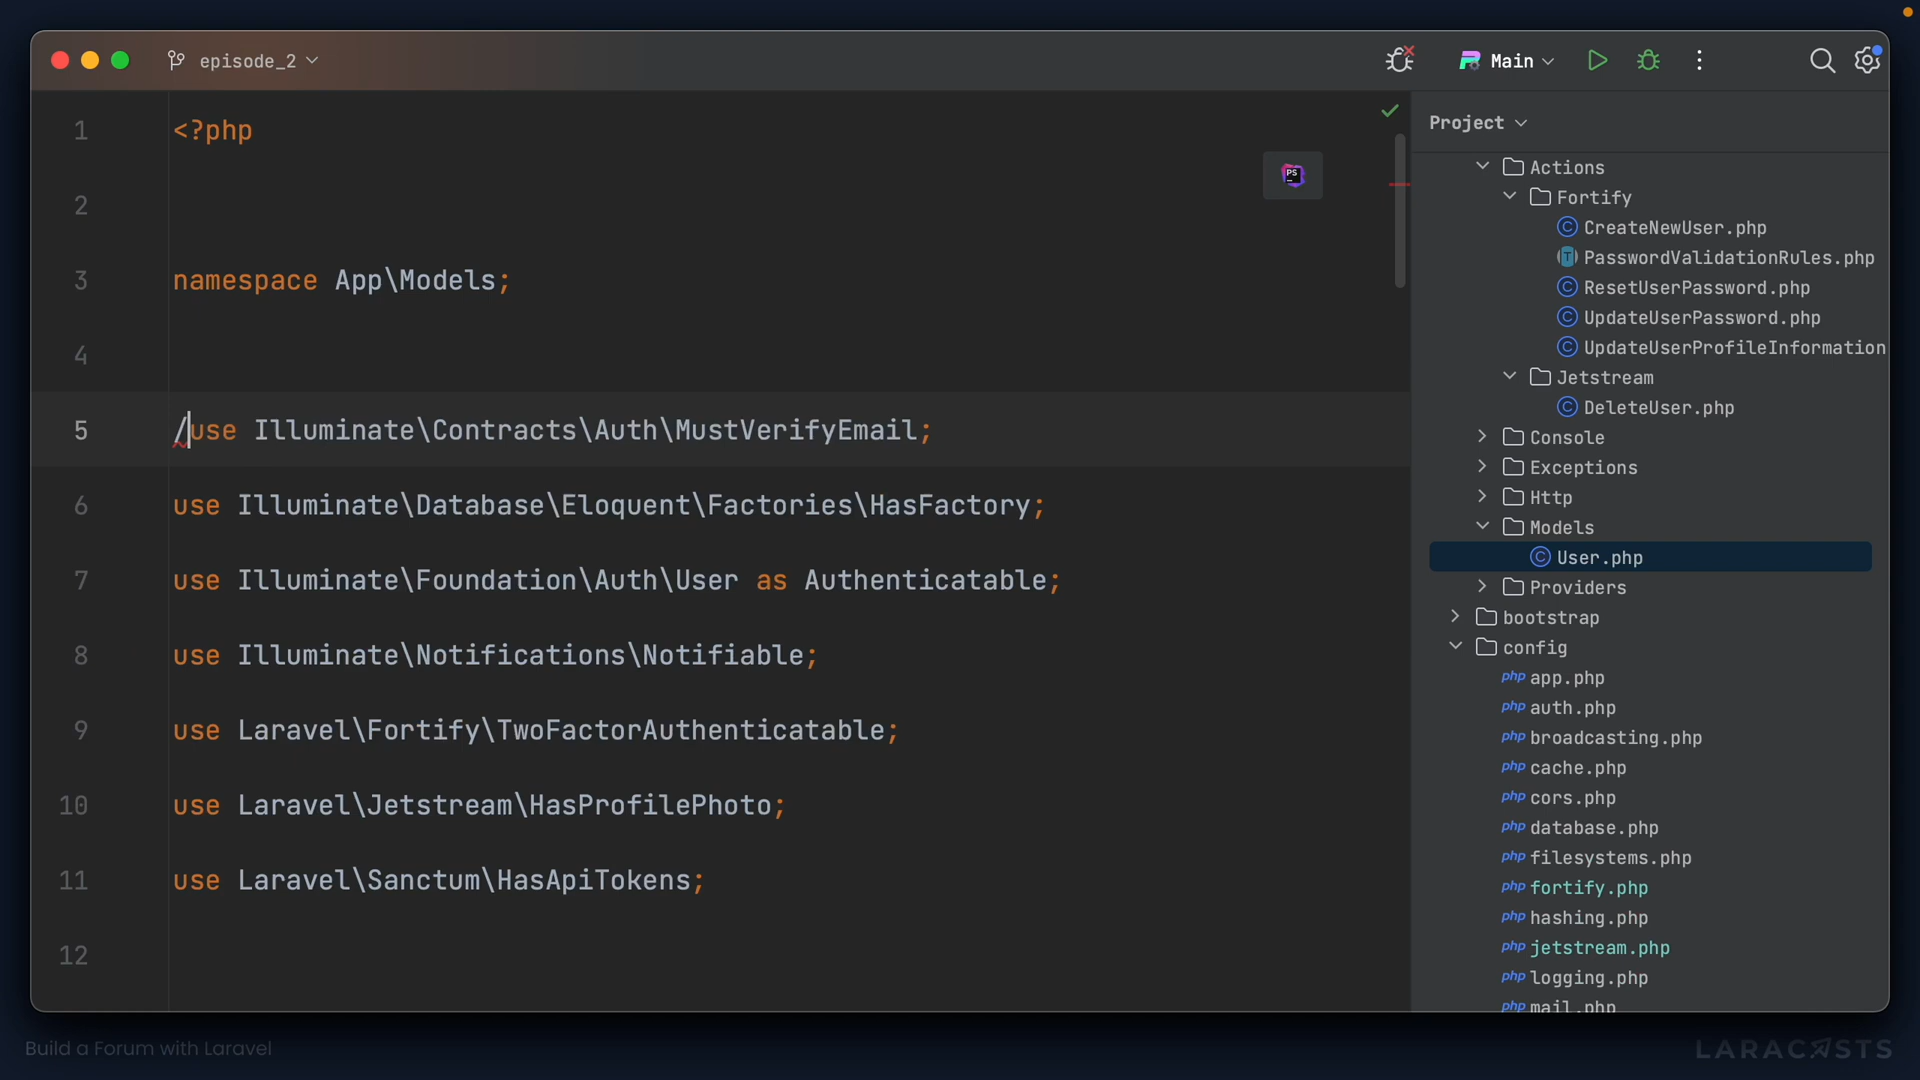 episode_2
Main
1 <?php
2
3 namespace App\Models;
4
5 /use Illuminate\Contracts\Auth\MustVerifyEmail;
6 use Illuminate\Database\Eloquent\Factories\HasFactory;
7 use Illuminate\Foundation\Auth\User as Authenticatable;
8 use Illuminate\Notifications\Notifiable;
9 use Laravel\Fortify\TwoFactorAuthenticatable;
10 use Laravel\Jetstream\HasProfilePhoto;
11 use Laravel\Sanctum\HasApiTokens;
12
PS
Project
Actions
Fortify
C CreateNewUser.php
T PasswordValidationRules.php
C ResetUserPassword.php
C UpdateUserPassword.php
C UpdateUserProfileInformation
Jetstream
C DeleteUser.php
Console
Exceptions
Http
Models
C User.php
Providers
bootstrap
config
php app.php
php auth.php
php broadcasting.php
php cache.php
php cors.php
php database.php
php filesystems.php
php fortify.php
php hashing.php
php jetstream.php
php logging.php
php mail.php
Build a Forum with Laravel
LARACASTS